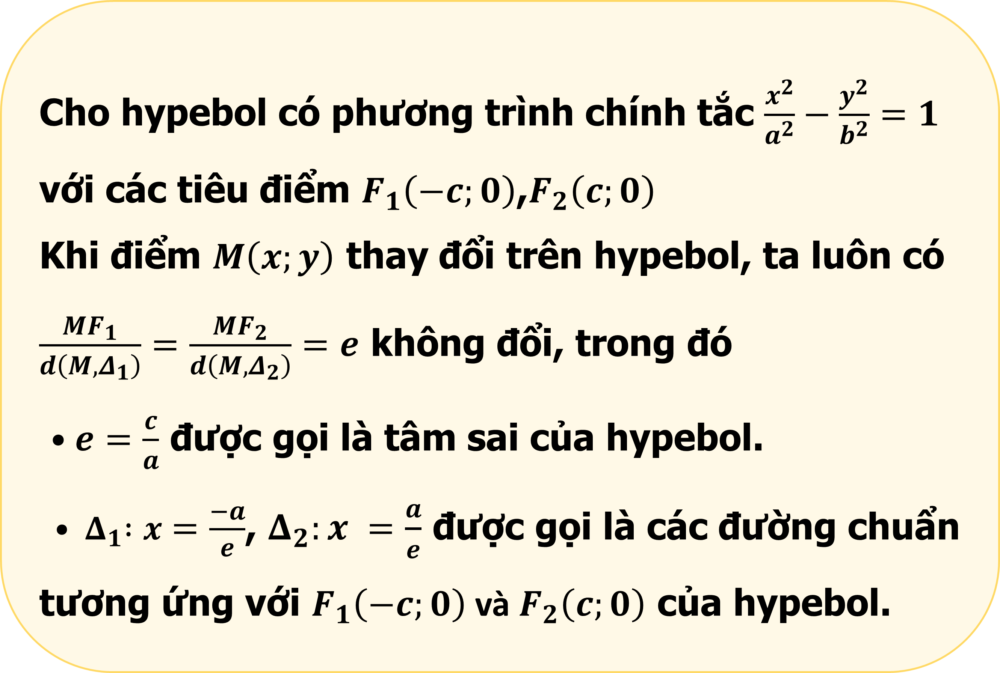 Cho hypebol có phương trình chính tắc $\frac{x^2}{a^2} - \frac{y^2}{b^2} = 1$
với các tiêu điểm $F_1(-c; 0), F_2(c; 0)$
Khi điểm $M(x; y)$ thay đổi trên hypebol, ta luôn có
$\frac{MF_1}{d(M,\Delta_1)} = \frac{MF_2}{d(M,\Delta_2)} = e$ không đổi, trong đó
• $e = \frac{c}{a}$ được gọi là tâm sai của hypebol.
• $\Delta_1: x = \frac{-a}{e}, \Delta_2: x = \frac{a}{e}$ được gọi là các đường chuẩn
tương ứng với $F_1(-c; 0)$ và $F_2(c; 0)$ của hypebol.